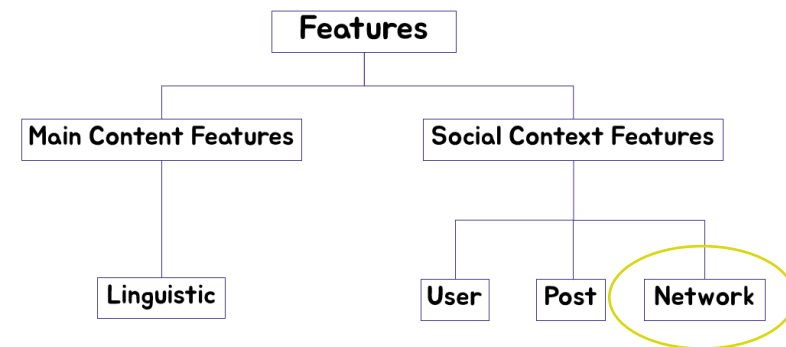 Features
Main Content Features
Social Context Features
Linguistic
User
Post
Network